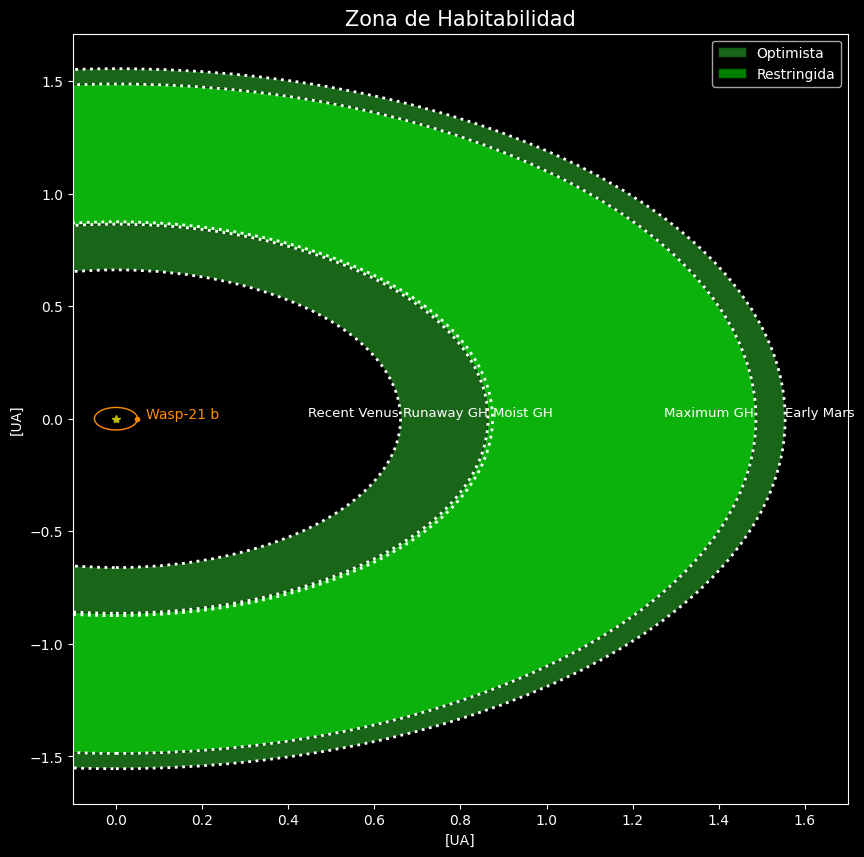 Zona de Habitabilidad
Optimista
Restringida
1.5
1.0
0.5
0.0
−0.5
−1.0
−1.5
[UA]
Wasp-21 b
Recent Venus
Runaway GH
Moist GH
Maximum GH
Early Mars
0.0 0.2 0.4 0.6 0.8 1.0 1.2 1.4 1.6
[UA]